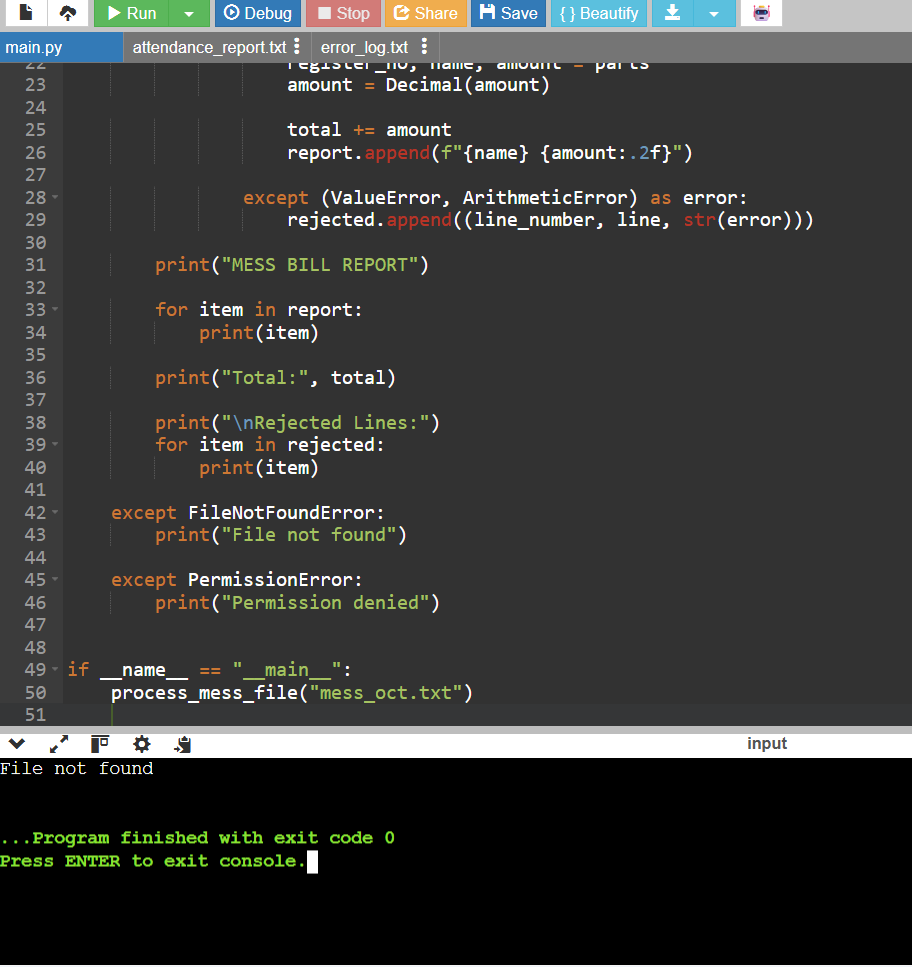 Run Debug Stop Share Save { } Beautify
main.py attendance_report.txt error_log.txt
22 register_no, name, amount = parts
23 amount = Decimal(amount)
24
25 total += amount
26 report.append(f"{name} {amount:.2f}")
27
28 except (ValueError, ArithmeticError) as error:
29 rejected.append((line_number, line, str(error)))
30
31 print("MESS BILL REPORT")
32
33 for item in report:
34 print(item)
35
36 print("Total:", total)
37
38 print("\nRejected Lines:")
39 for item in rejected:
40 print(item)
41
42 except FileNotFoundError:
43 print("File not found")
44
45 except PermissionError:
46 print("Permission denied")
47
48
49 if __name__ == "__main__":
50 process_mess_file("mess_oct.txt")
51
input
File not found
...Program finished with exit code 0
Press ENTER to exit console.